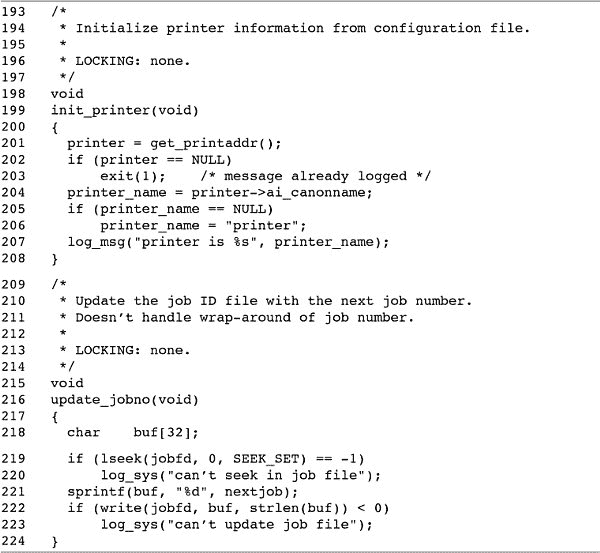 193 /*
194  * Initialize printer information from configuration file.
195  *
196  * LOCKING: none.
197  */
198 void
199 init_printer(void)
200 {
201   printer = get_printaddr();
202   if (printer == NULL)
203       exit(1);    /* message already logged */
204   printer_name = printer->ai_canonname;
205   if (printer_name == NULL)
206       printer_name = "printer";
207   log_msg("printer is %s", printer_name);
208 }
209 /*
210  * Update the job ID file with the next job number.
211  * Doesn't handle wrap-around of job number.
212  *
213  * LOCKING: none.
214  */
215 void
216 update_jobno(void)
217 {
218   char    buf[32];
219   if (lseek(jobfd, 0, SEEK_SET) == -1)
220       log_sys("can't seek in job file");
221   sprintf(buf, "%d", nextjob);
222   if (write(jobfd, buf, strlen(buf)) < 0)
223       log_sys("can't update job file");
224 }